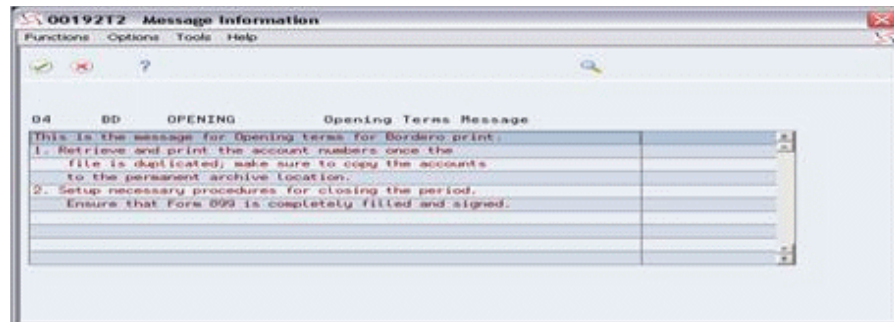 00192T2 Message Information
Functions Options Tools Help
?
04 BD OPENING Opening Terms Message
This is the message for Opening terms for Bordero print.
1. Retrieve and print the account numbers once the
file is duplicated; make sure to copy the accounts
to the permanent archive location.
2. Setup necessary procedures for closing the period.
Ensure that Form 099 is completely filled and signed.